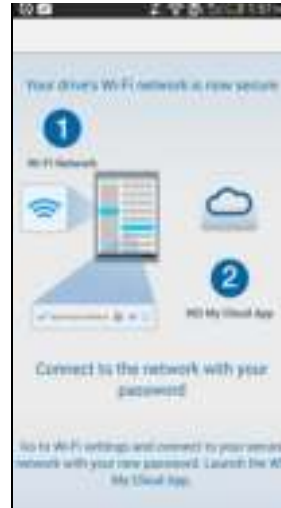 Your drive's Wi-Fi network is now secure
1
Wi-Fi Network
2
WD My Cloud App
Connect to the network with your
password
Go to Wi-Fi settings and connect to your secure
network with your new password. Launch the WD
My Cloud App.